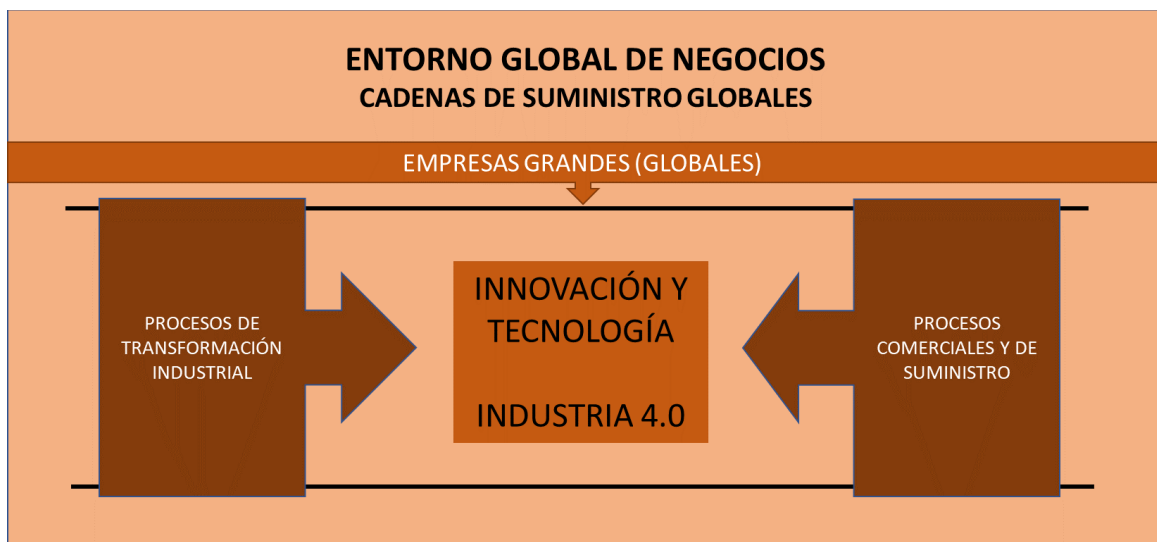 ENTORNO GLOBAL DE NEGOCIOS
CADENAS DE SUMINISTRO GLOBALES
EMPRESAS GRANDES (GLOBALES)
PROCESOS DE
TRANSFORMACIÓN
INDUSTRIAL
INNOVACIÓN Y
TECNOLOGÍA
INDUSTRIA 4.0
PROCESOS
COMERCIALES Y DE
SUMINISTRO